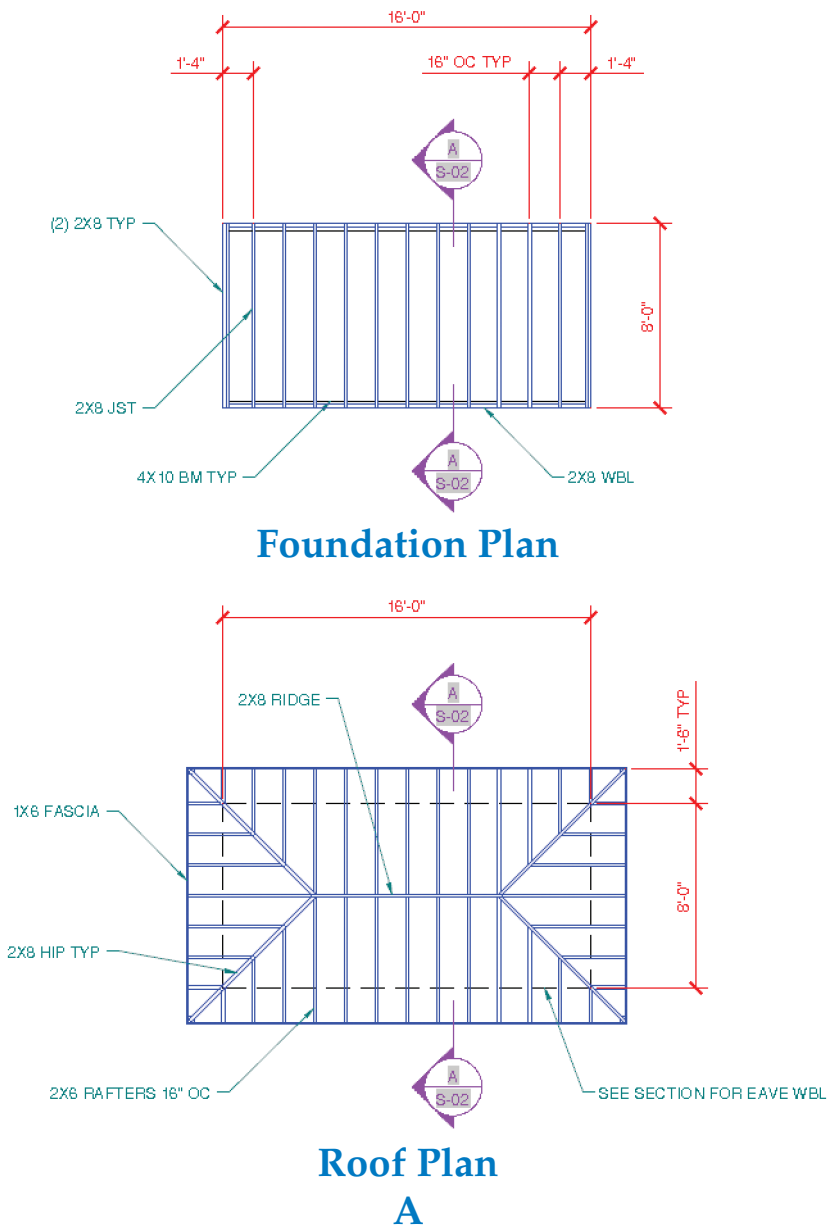 16'-0"
1'-4"
16" OC TYP
1'-4"
A
S-02
(2) 2X8 TYP
8'-0"
2X8 JST
4X10 BM TYP
A
S-02
2X8 WBL
Foundation Plan
16'-0"
2X8 RIDGE
A
S-02
1'-6" TYP
1X6 FASCIA
8'-0"
2X8 HIP TYP
2X6 RAFTERS 16" OC
A
S-02
SEE SECTION FOR EAVE WBL
Roof Plan
A